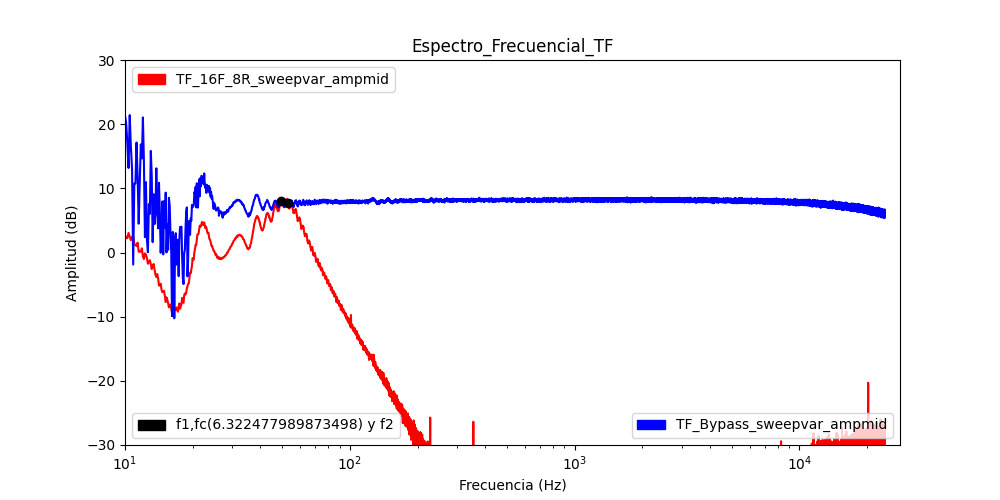 Espectro_Frecuencial_TF
Amplitud (dB)
30
20
10
0
−10
−20
−30
TF_16F_8R_sweepvar_ampmid
f1,fc(6.322477989873498) y f2
TF_Bypass_sweepvar_ampmid
10¹ 10² 10³ 10⁴
Frecuencia (Hz)